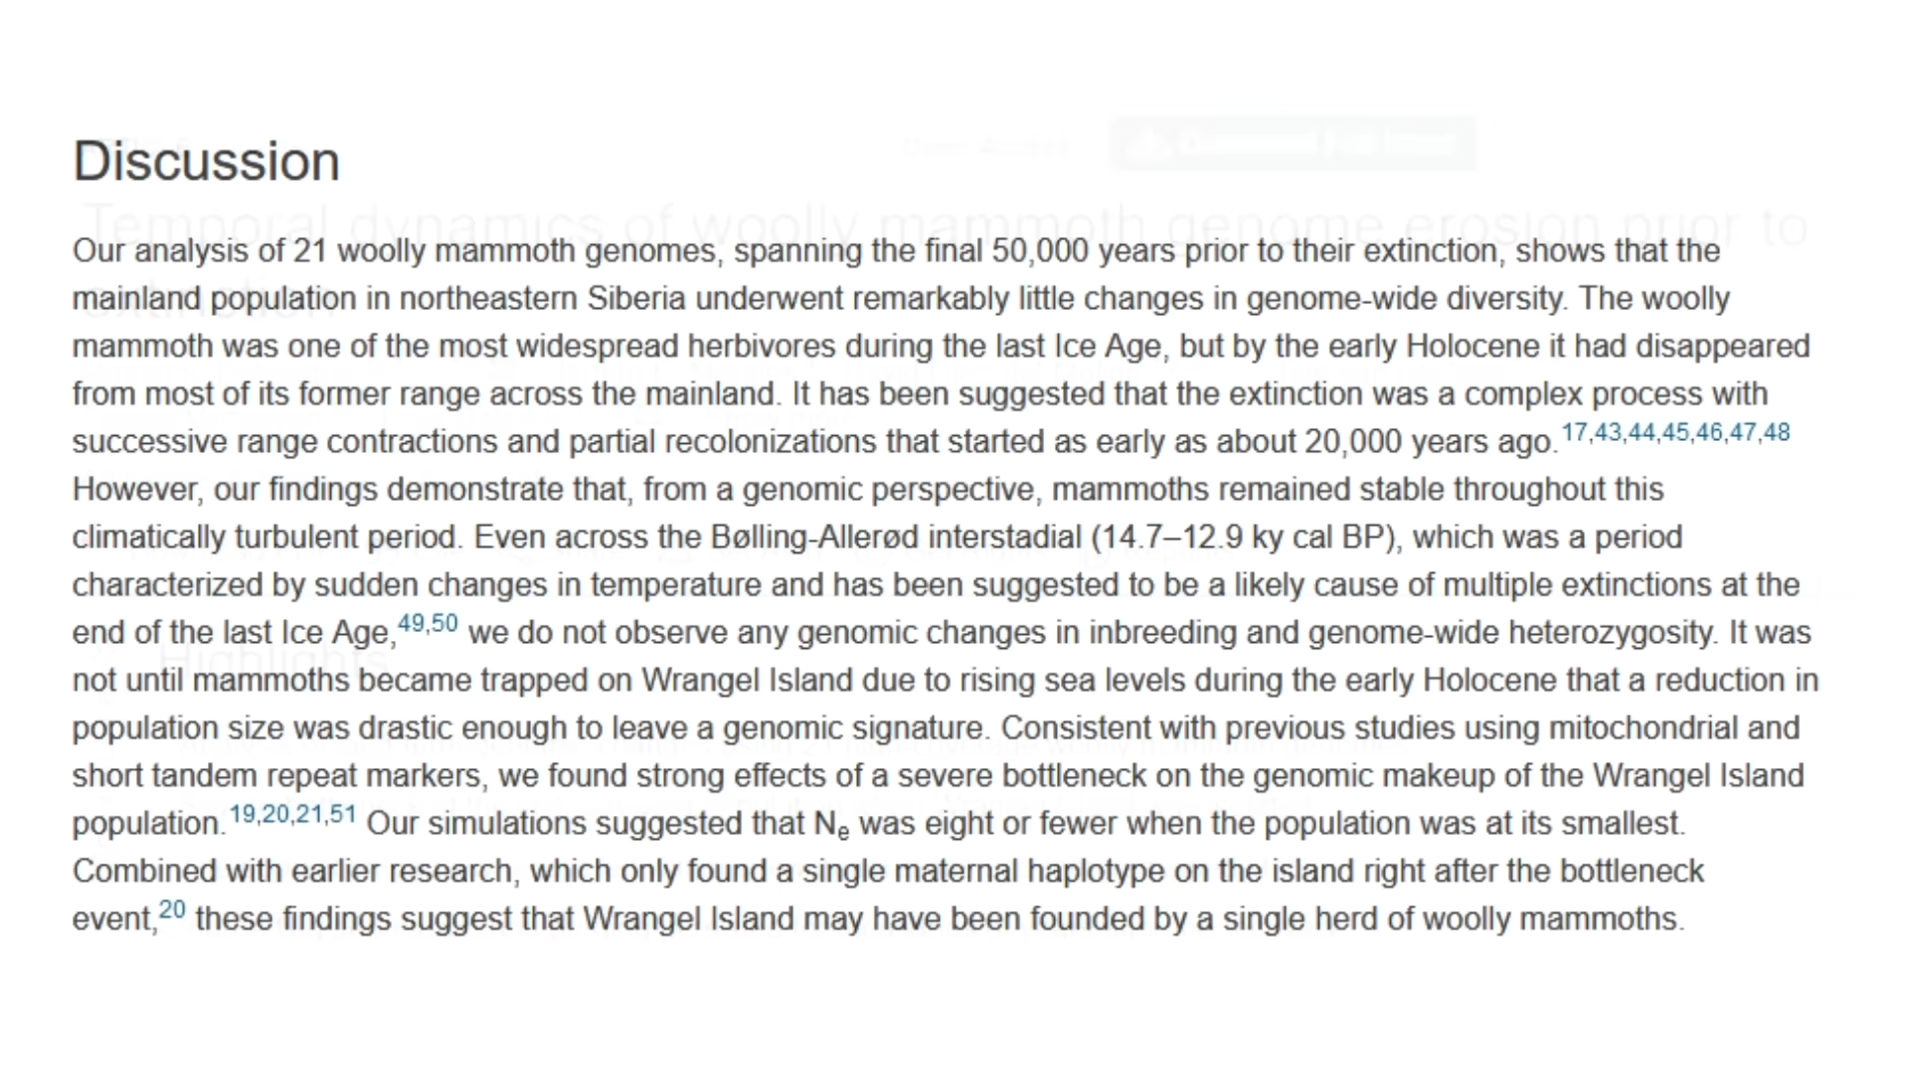 Discussion
Temporal dynamics of woolly mammoth genome erosion prior to
extinction
Our analysis of 21 woolly mammoth genomes, spanning the final 50,000 years prior to their extinction, shows that the
mainland population in northeastern Siberia underwent remarkably little changes in genome-wide diversity. The woolly
mammoth was one of the most widespread herbivores during the last Ice Age, but by the early Holocene it had disappeared
from most of its former range across the mainland. It has been suggested that the extinction was a complex process with
successive range contractions and partial recolonizations that started as early as about 20,000 years ago.17,43,44,45,46,47,48
However, our findings demonstrate that, from a genomic perspective, mammoths remained stable throughout this
climatically turbulent period. Even across the Bølling-Allerød interstadial (14.7–12.9 ky cal BP), which was a period
characterized by sudden changes in temperature and has been suggested to be a likely cause of multiple extinctions at the
end of the last Ice Age,49,50 we do not observe any genomic changes in inbreeding and genome-wide heterozygosity. It was
Highlights
not until mammoths became trapped on Wrangel Island due to rising sea levels during the early Holocene that a reduction in
population size was drastic enough to leave a genomic signature. Consistent with previous studies using mitochondrial and
short tandem repeat markers, we found strong effects of a severe bottleneck on the genomic makeup of the Wrangel Island
population.19,20,21,51 Our simulations suggested that Ne was eight or fewer when the population was at its smallest.
Combined with earlier research, which only found a single maternal haplotype on the island right after the bottleneck
event,20 these findings suggest that Wrangel Island may have been founded by a single herd of woolly mammoths.